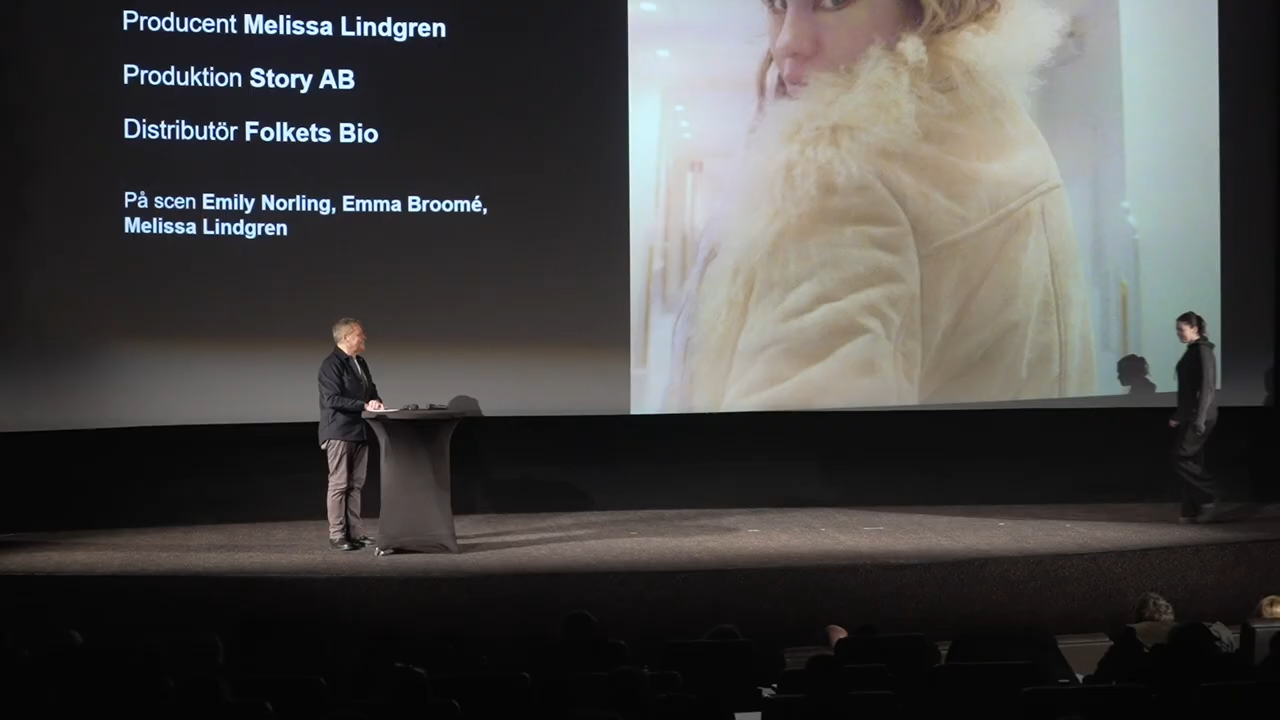 Producent Melissa Lindgren
Produktion Story AB
Distributör Folkets Bio
På scen Emily Norling, Emma Broomé,
Melissa Lindgren